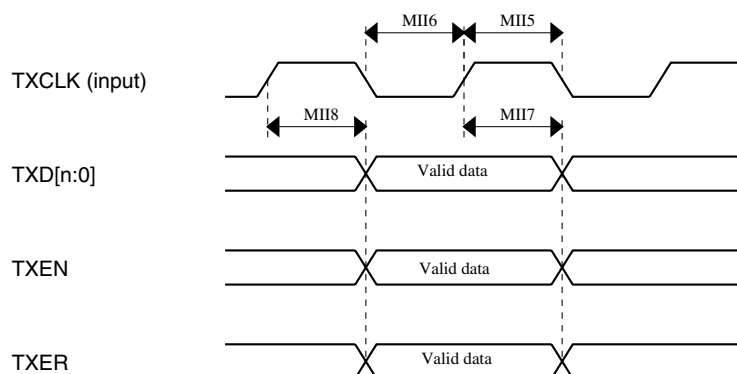 MII6 MII5
TXCLK (input)
MII8 MII7
TXD[n:0] Valid data
TXEN Valid data
TXER Valid data